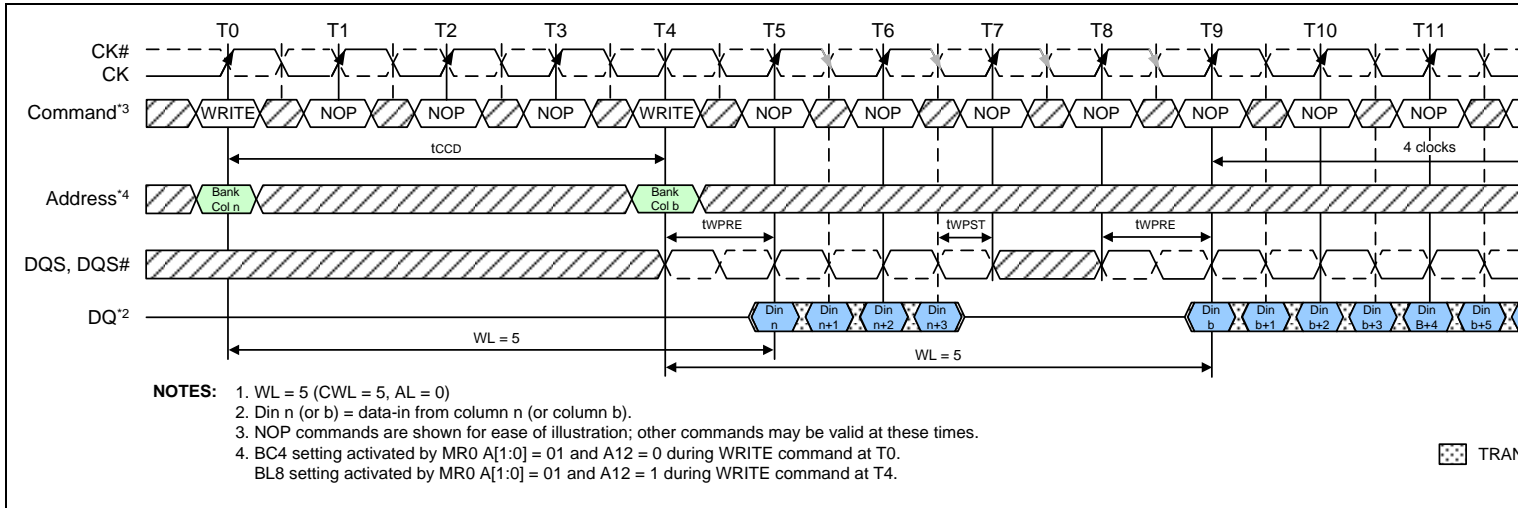 T0 T1 T2 T3 T4 T5 T6 T7 T8 T9 T10 T11
CK#
CK
Command*3 WRITE NOP NOP NOP WRITE NOP NOP NOP NOP NOP NOP NOP
tCCD 4 clocks
Address*4 Bank Col n Bank Col b
tWPRE tWPST tWPRE
DQS, DQS#
DQ*2 Din n Din n+1 Din n+2 Din n+3 Din b Din b+1 Din b+2 Din b+3 Din B+4 Din b+5
WL = 5
WL = 5
NOTES: 1. WL = 5 (CWL = 5, AL = 0)
2. Din n (or b) = data-in from column n (or column b).
3. NOP commands are shown for ease of illustration; other commands may be valid at these times.
4. BC4 setting activated by MR0 A[1:0] = 01 and A12 = 0 during WRITE command at T0.
BL8 setting activated by MR0 A[1:0] = 01 and A12 = 1 during WRITE command at T4.
TRAN